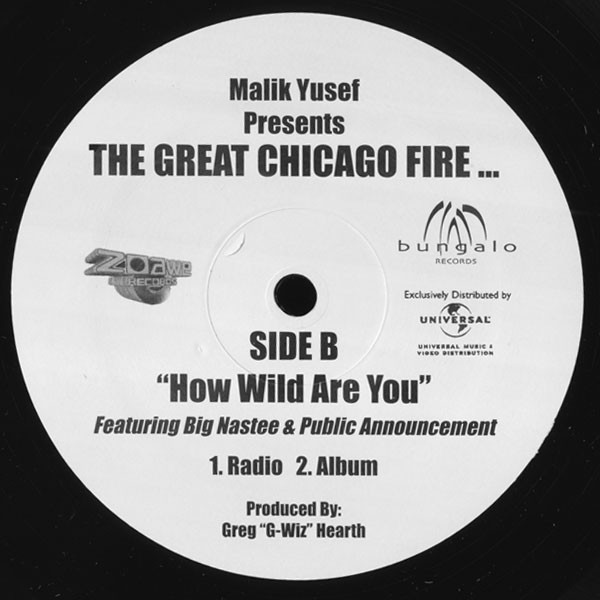 Malik Yusef
Presents
THE GREAT CHICAGO FIRE ...
bungalo
RECORDS
Exclusively Distributed by
UNIVERSAL
UNIVERSAL MUSIC &
VIDEO DISTRIBUTION
SIDE B
“How Wild Are You”
Featuring Big Nastee & Public Announcement
1. Radio 2. Album
Produced By:
Greg “G-Wiz” Hearth